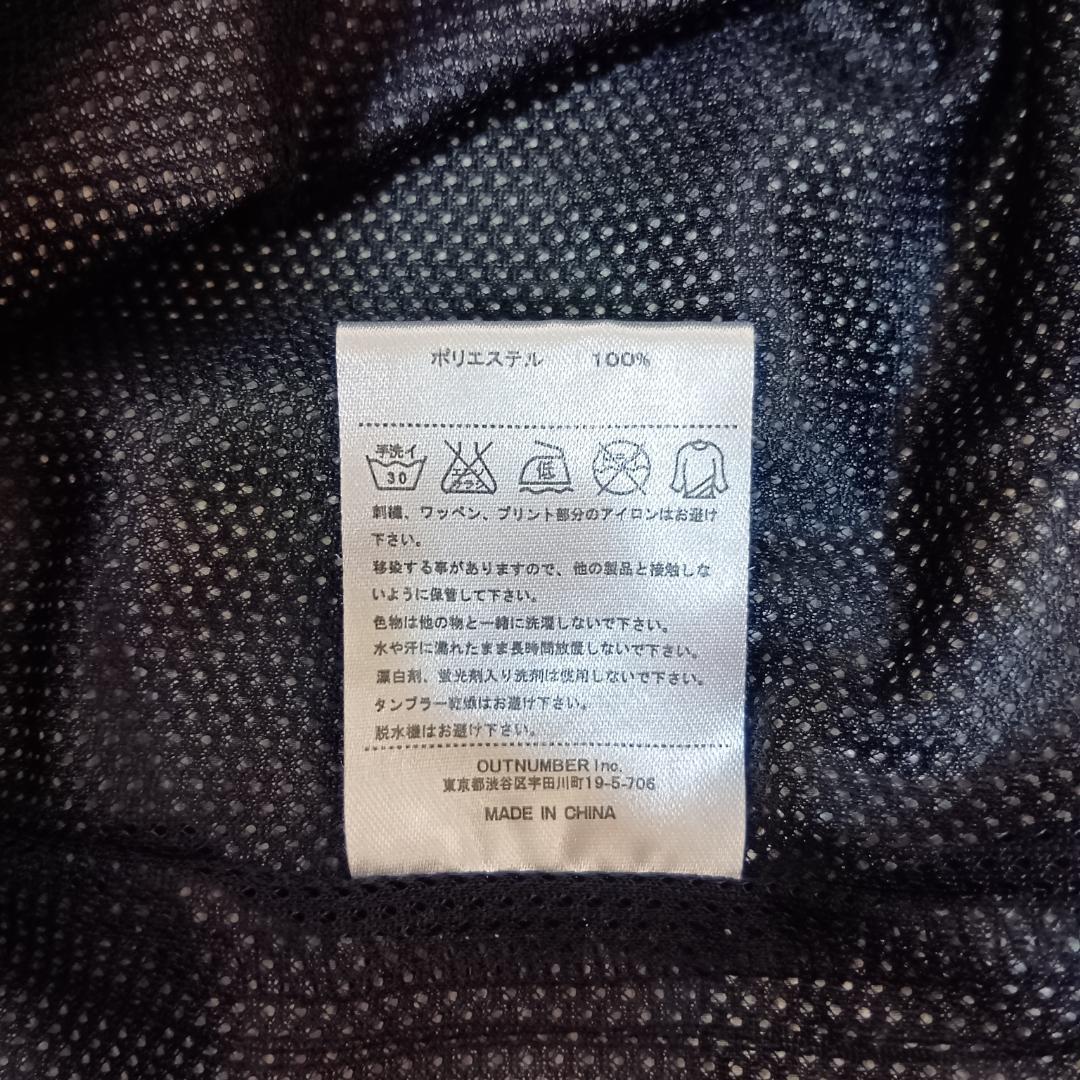 ポリエステル 100%
手洗イ
30
エンソ
サラシ
低
刺繍、ワッペン、プリント部分のアイロンはお避け
下さい。
移染する事がありますので、他の製品と接触しな
いように保管して下さい。
色物は他の物と一緒に洗濯しないで下さい。
水や汗に濡れたまま長時間放置しないで下さい。
漂白剤、蛍光剤入り洗剤は使用しないで下さい。
タンブラー乾燥はお避け下さい。
脱水機はお避け下さい。
OUTNUMBER Inc.
東京都渋谷区宇田川町19-5-706
MADE IN CHINA